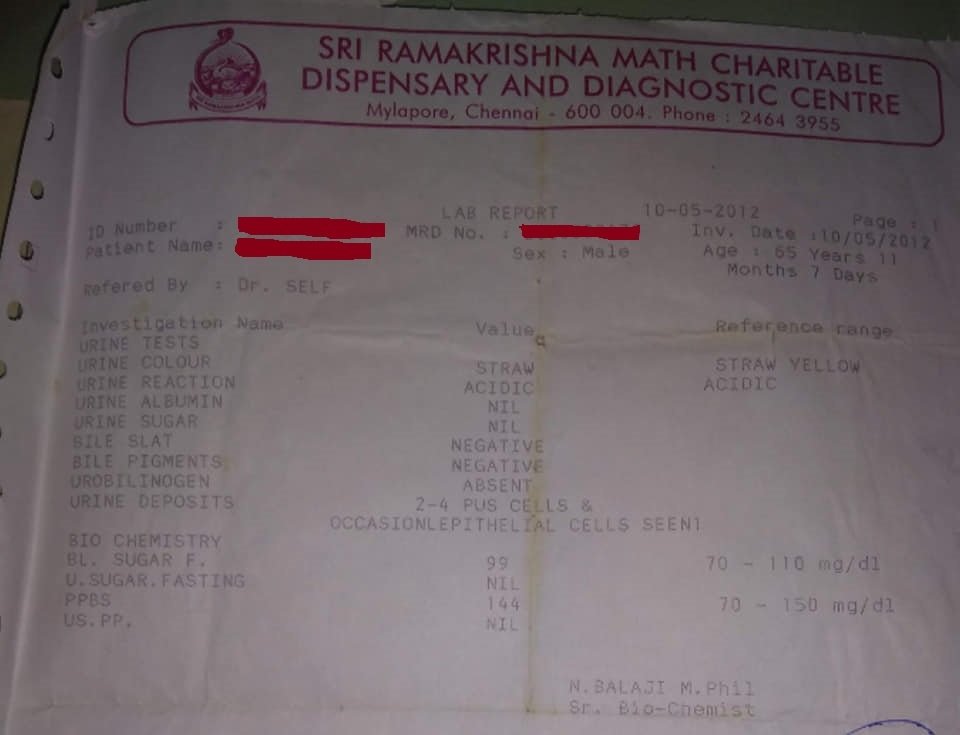 SRI RAMAKRISHNA MATH CHARITABLE
DISPENSARY AND DIAGNOSTIC CENTRE
Mylapore, Chennai - 600 004. Phone : 2464 3955
LAB REPORT 10-05-2012 Page : 1
ID Number : MRD No. : Inv. Date :10/05/2012
Patient Name: Sex : Male Age : 65 Years 11
Months 7 Days
Refered By : Dr. SELF
Investigation Name Value Reference range
URINE TESTS
URINE COLOUR STRAW STRAW YELLOW
URINE REACTION ACIDIC ACIDIC
URINE ALBUMIN NIL
URINE SUGAR NIL
BILE SLAT NEGATIVE
BILE PIGMENTS NEGATIVE
UROBILINOGEN ABSENT
URINE DEPOSITS 2-4 PUS CELLS &
OCCASIONLEPITHELIAL CELLS SEEN1
BIO CHEMISTRY
BL. SUGAR F. 99 70 - 110 mg/dl
U.SUGAR.FASTING NIL
PPBS 144 70 - 150 mg/dl
US.PP. NIL
N.BALAJI M.Phil
Sr. Bio-Chemist